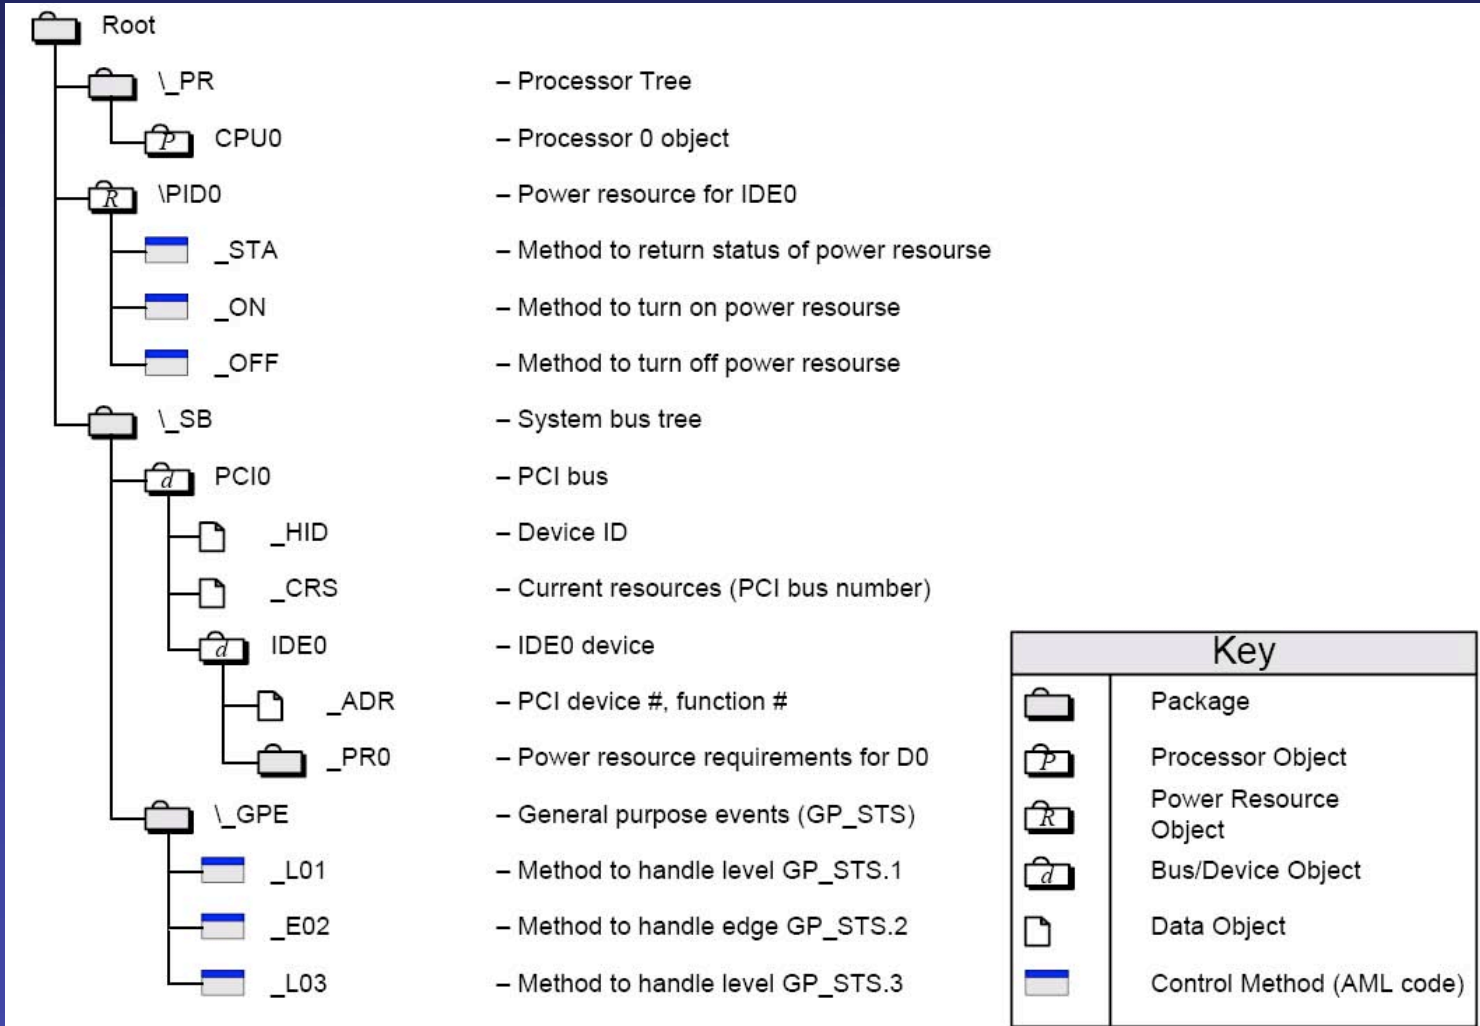 Root
\_PR – Processor Tree
P CPU0 – Processor 0 object
R \PID0 – Power resource for IDE0
_STA – Method to return status of power resourse
_ON – Method to turn on power resourse
_OFF – Method to turn off power resourse
\_SB – System bus tree
d PCI0 – PCI bus
_HID – Device ID
_CRS – Current resources (PCI bus number)
d IDE0 – IDE0 device
_ADR – PCI device #, function #
_PR0 – Power resource requirements for D0
\_GPE – General purpose events (GP_STS)
_L01 – Method to handle level GP_STS.1
_E02 – Method to handle edge GP_STS.2
_L03 – Method to handle level GP_STS.3
Key
Package
P Processor Object
R Power Resource
Object
d Bus/Device Object
Data Object
Control Method (AML code)